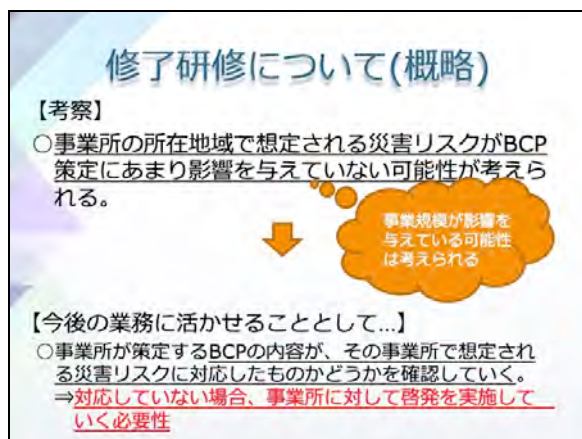 修了研修について(概略)
【考察】
○事業所の所在地域で想定される災害リスクがBCP
策定にあまり影響を与えていない可能性が考えら
れる。
事業規模が影響を
与えている可能性
は考えられる
【今後の業務に活かせることとして...】
○事業所が策定するBCPの内容が、その事業所で想定され
る災害リスクに対応したものかどうかを確認していく。
⇒対応していない場合、事業所に対して啓発を実施して
いく必要性